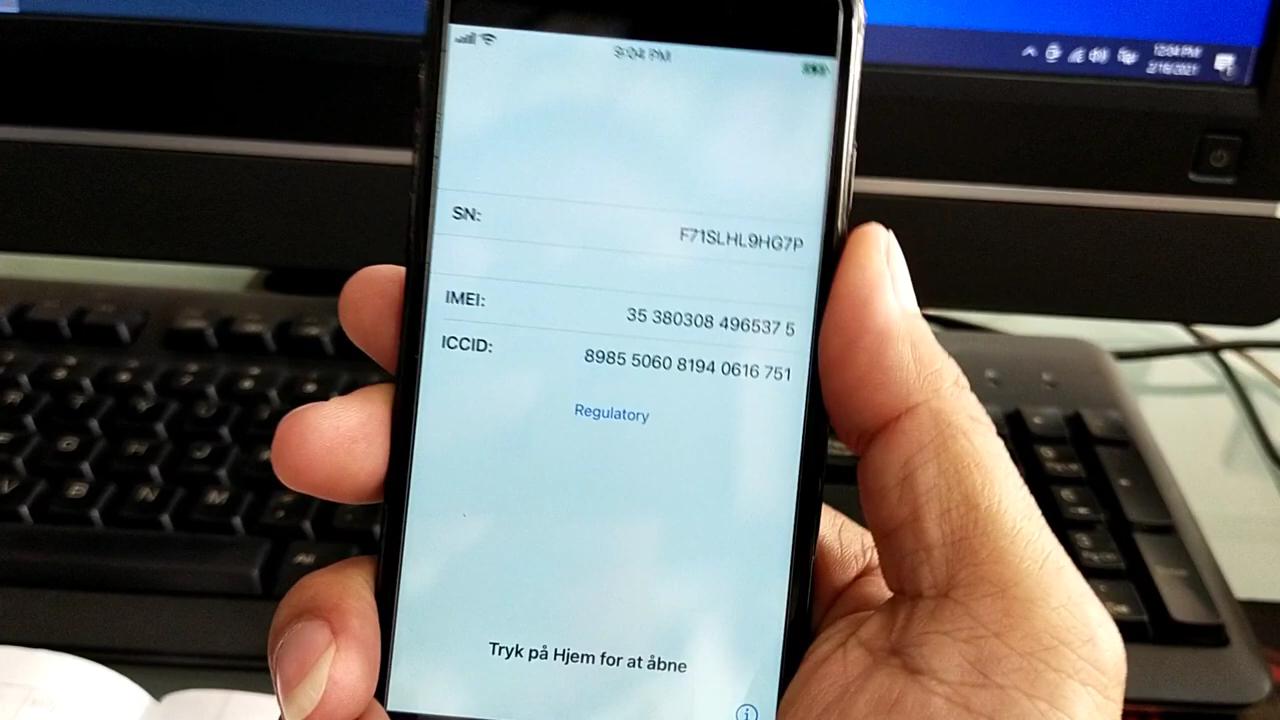 9:04 PM
12:04 PM
2/16/2021
SN:
F71SLHL9HG7P
IMEI:
35 380308 496537 5
ICCID:
8985 5060 8194 0616 751
Regulatory
Tryk på Hjem for at åbne
V B N M